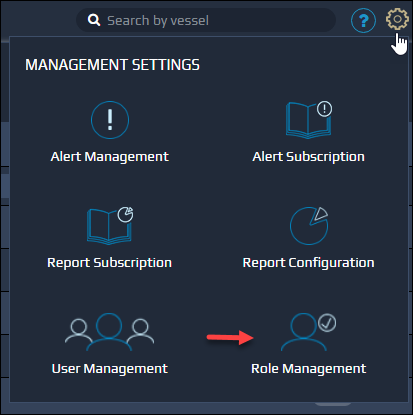 Search by vessel
?
MANAGEMENT SETTINGS
Alert Management
Alert Subscription
Report Subscription
Report Configuration
User Management
Role Management